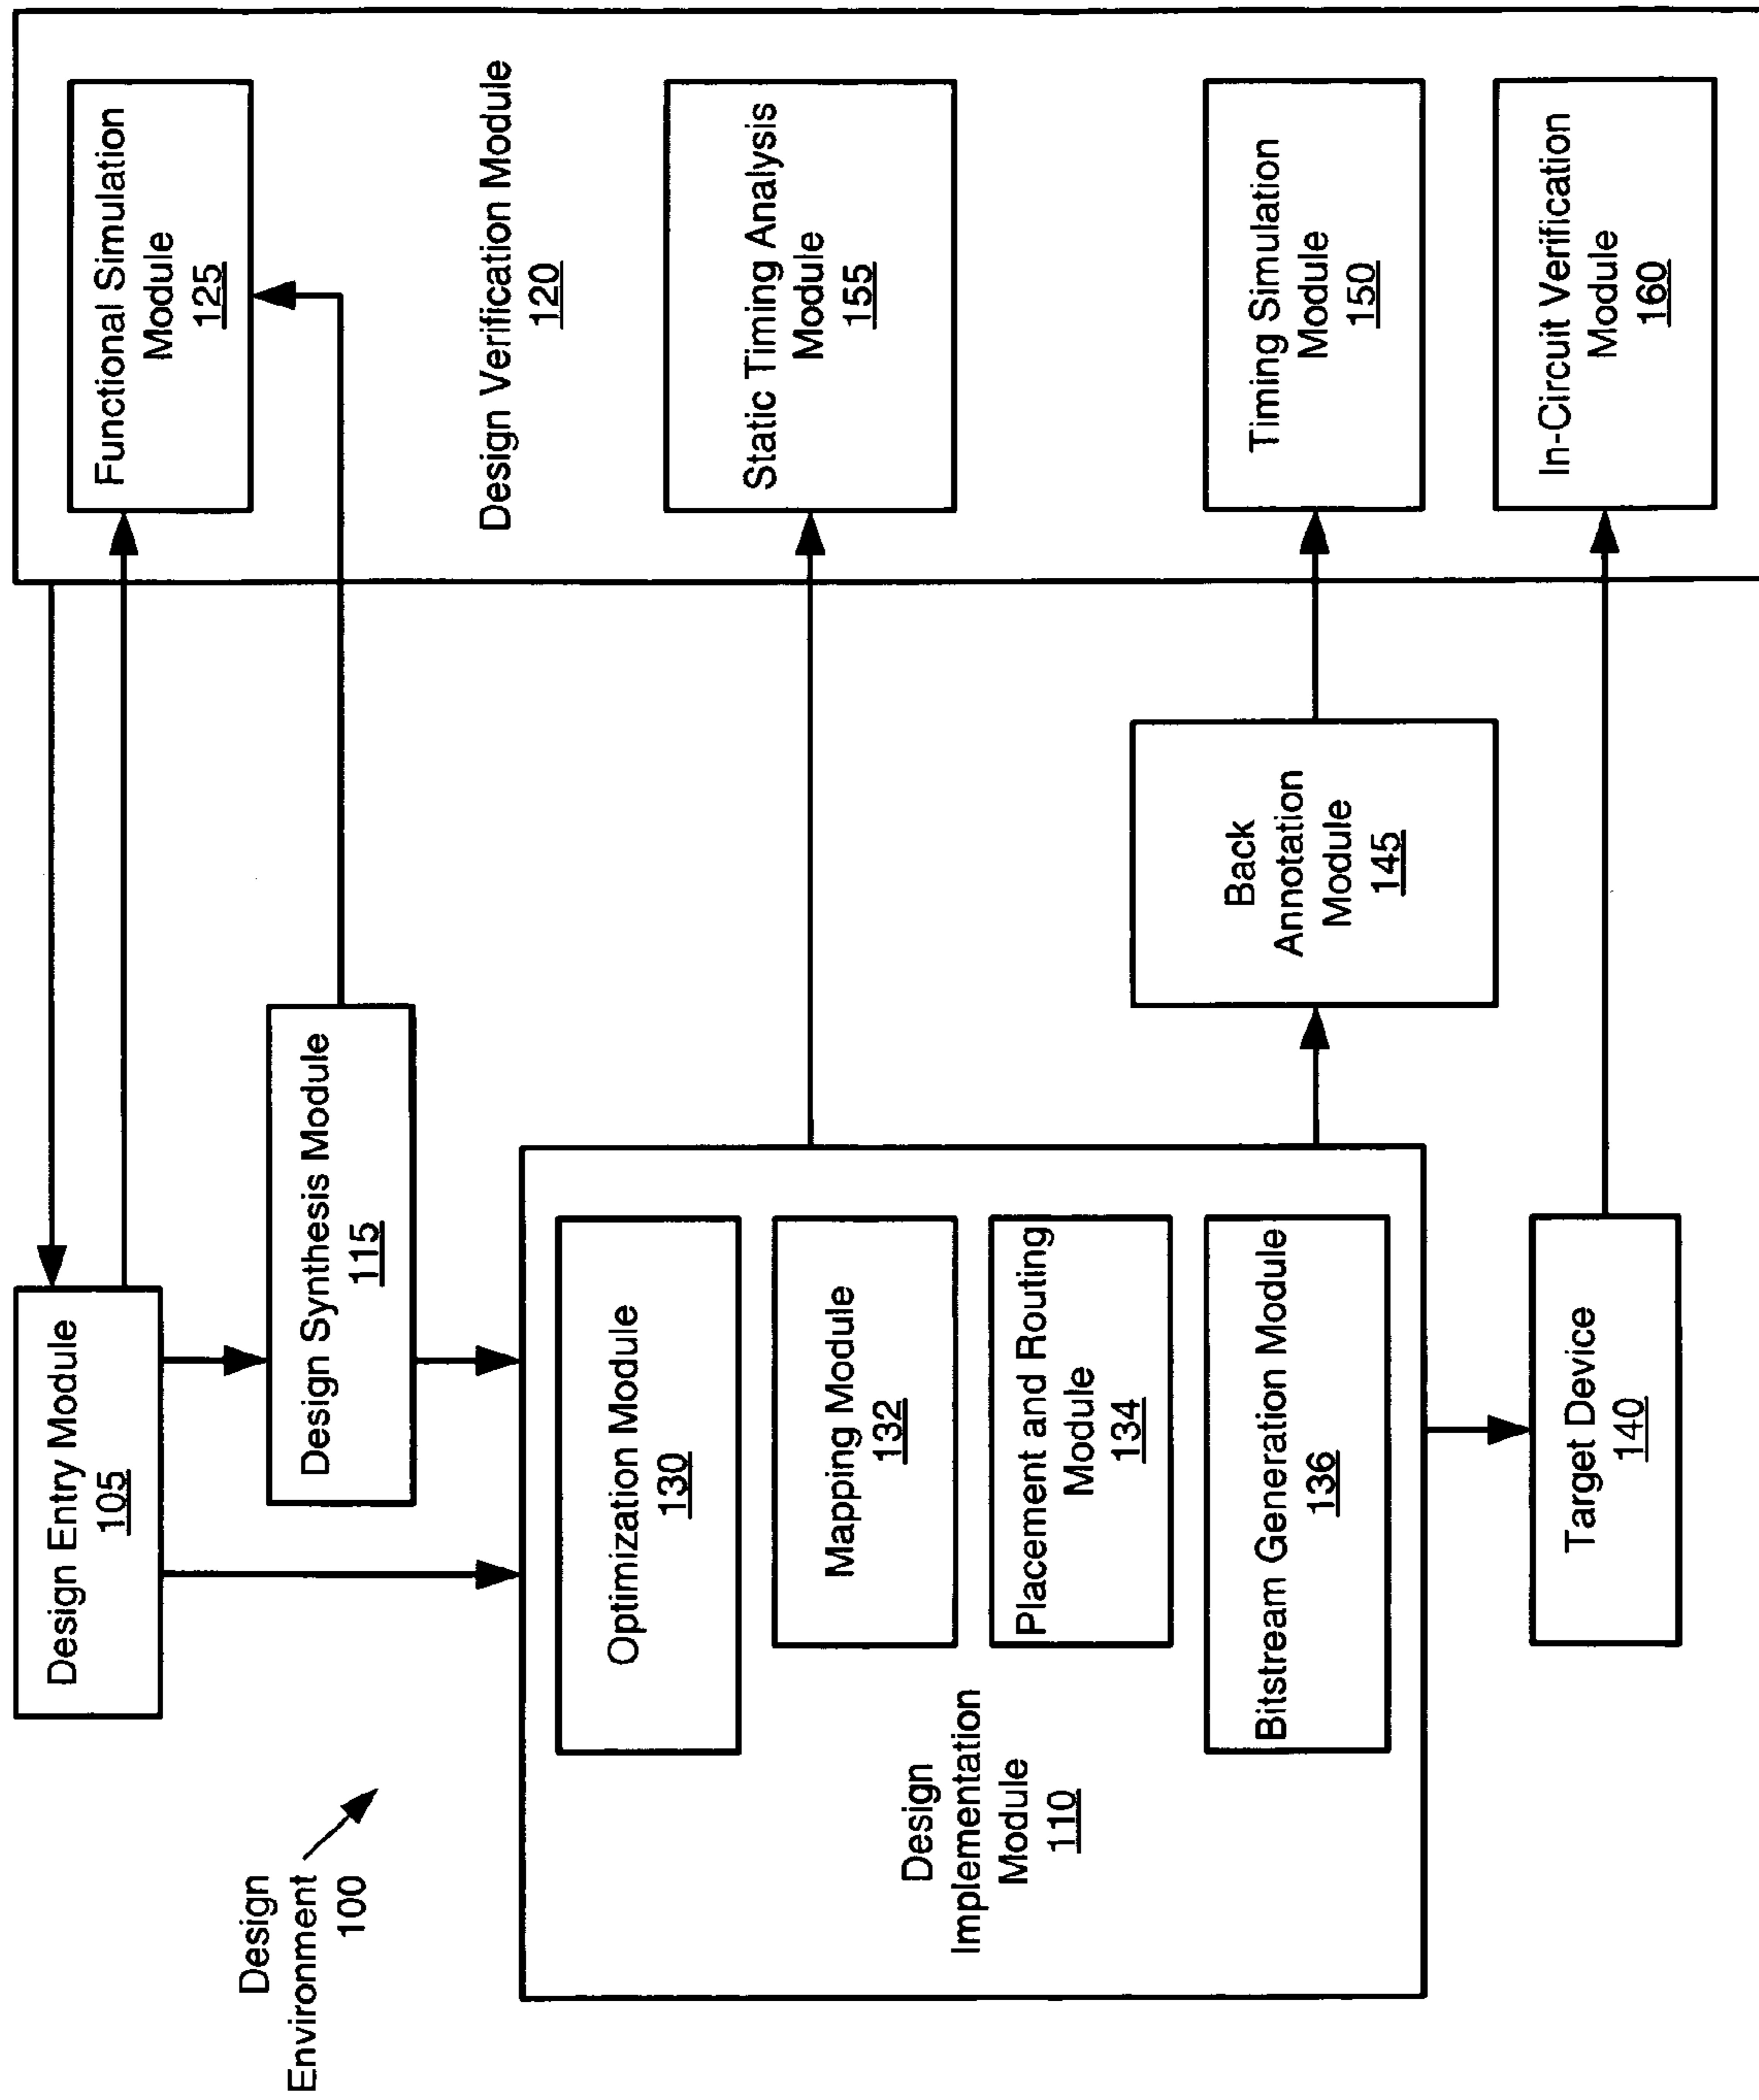 Design Entry Module
105
Functional Simulation
Module
125
Design Synthesis Module
115
Design Verification Module
120
Design
Environment
100
Optimization Module
130
Static Timing Analysis
Module
155
Mapping Module
132
Design
Implementation
Module
110
Placement and Routing
Module
134
Back
Annotation
Module
145
Timing Simulation
Module
150
Bitstream Generation Module
136
Target Device
140
In-Circuit Verification
Module
160